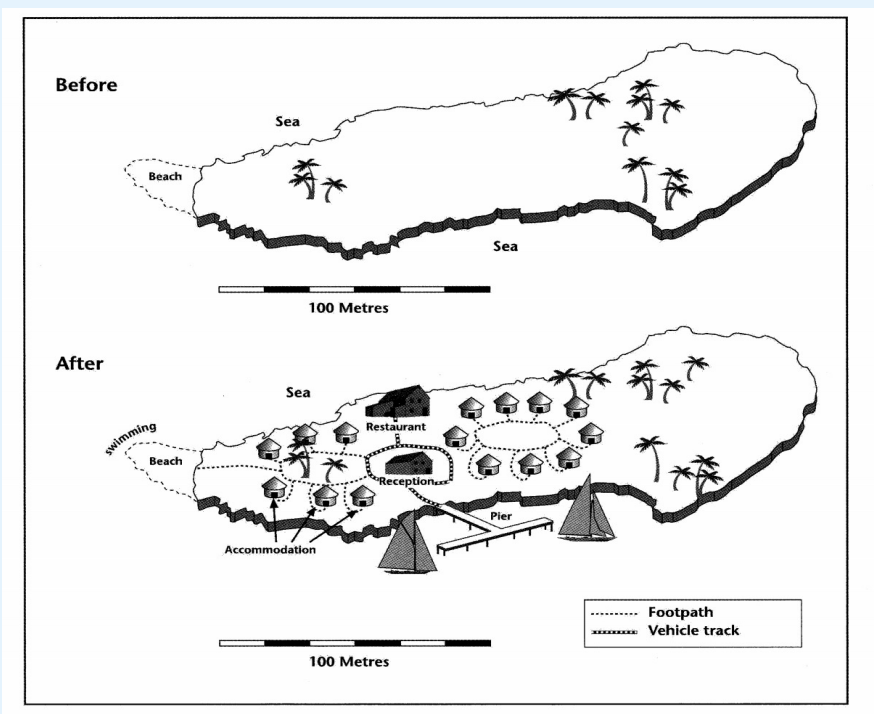 Before
Sea
Beach
Sea
100 Metres
After
Sea
Restaurant
swimming
Beach
Reception
Pier
Accommodation
Footpath
Vehicle track
100 Metres